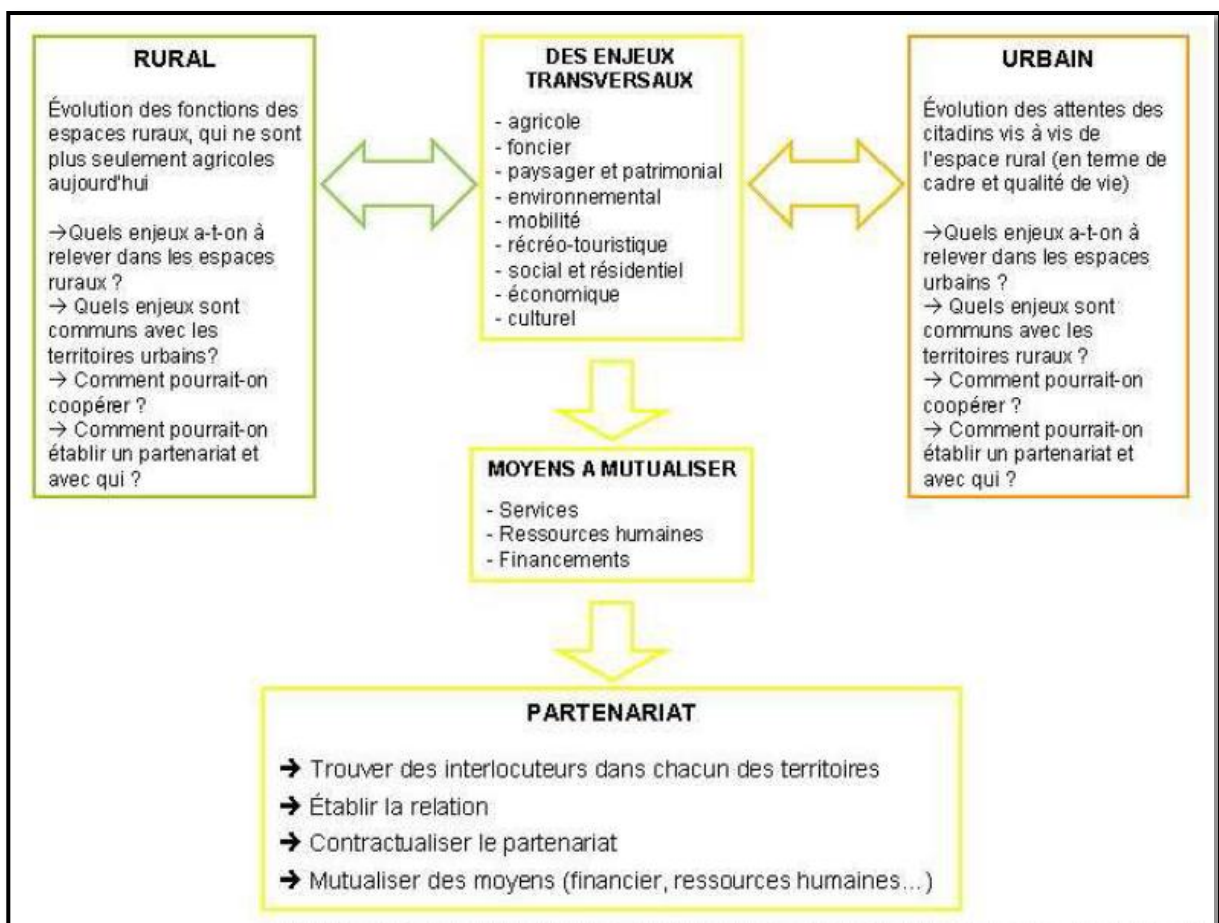 RURAL
Évolution des fonctions des
espaces ruraux, qui ne sont
plus seulement agricoles
aujourd'hui
→Quels enjeux a-t-on à
relever dans les espaces
ruraux ?
→ Quels enjeux sont
communs avec les
territoires urbains?
→ Comment pourrait-on
coopérer ?
→ Comment pourrait-on
établir un partenariat et
avec qui ?
DES ENJEUX
TRANSVERSAUX
- agricole
- foncier
- paysager et patrimonial
- environnemental
- mobilité
- récréo-touristique
- social et résidentiel
- économique
- culturel
URBAIN
Évolution des attentes des
citadins vis à vis de
l'espace rural (en terme de
cadre et qualité de vie)
→Quels enjeux a-t-on à
relever dans les espaces
urbains ?
→ Quels enjeux sont
communs avec les
territoires ruraux ?
→ Comment pourrait-on
coopérer ?
→ Comment pourrait-on
établir un partenariat et
avec qui ?
MOYENS A MUTUALISER
- Services
- Ressources humaines
- Financements
PARTENARIAT
➔ Trouver des interlocuteurs dans chacun des territoires
➔ Établir la relation
➔ Contractualiser le partenariat
➔ Mutualiser des moyens (financier, ressources humaines…)